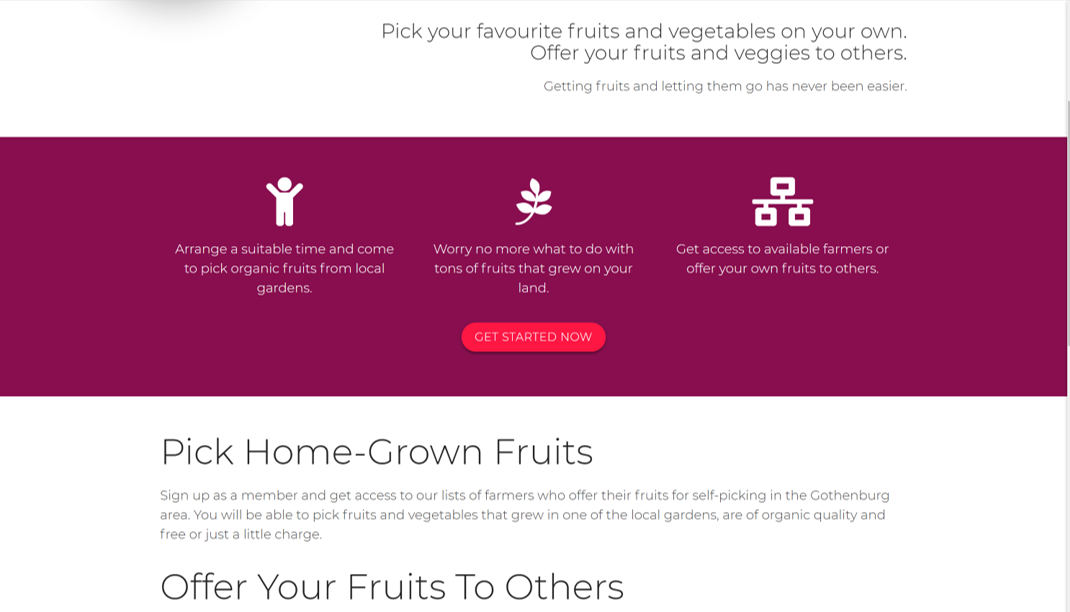 Pick your favourite fruits and vegetables on your own.
Offer your fruits and veggies to others.
Getting fruits and letting them go has never been easier.
Arrange a suitable time and come
to pick organic fruits from local
gardens.
Worry no more what to do with
tons of fruits that grew on your
land.
Get access to available farmers or
offer your own fruits to others.
GET STARTED NOW
Pick Home-Grown Fruits
Sign up as a member and get access to our lists of farmers who offer their fruits for self-picking in the Gothenburg
area. You will be able to pick fruits and vegetables that grew in one of the local gardens, are of organic quality and
free or just a little charge.
Offer Your Fruits To Others